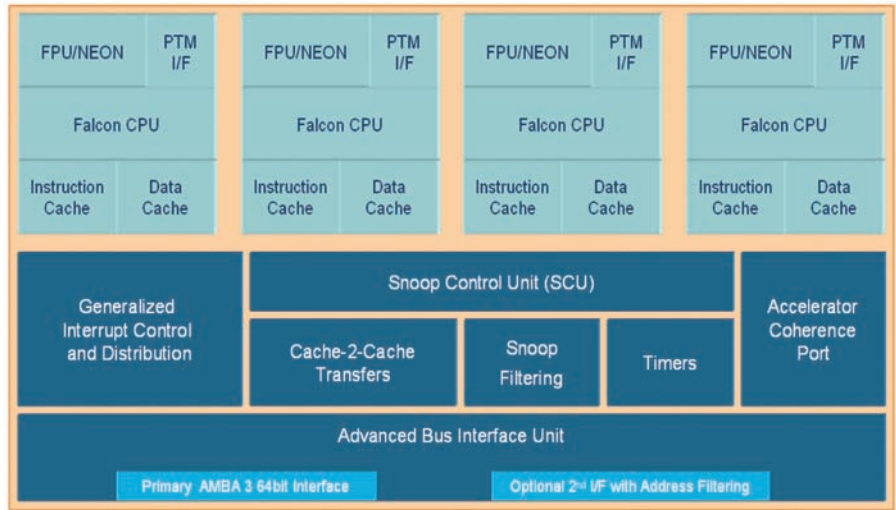 FPU/NEON
PTM
I/F
FPU/NEON
PTM
I/F
FPU/NEON
PTM
I/F
FPU/NEON
PTM
I/F
Falcon CPU
Falcon CPU
Falcon CPU
Falcon CPU
Instruction
Cache
Data
Cache
Instruction
Cache
Data
Cache
Instruction
Cache
Data
Cache
Instruction
Cache
Data
Cache
Generalized
Interrupt Control
and Distribution
Snoop Control Unit (SCU)
Cache-2-Cache
Transfers
Snoop
Filtering
Timers
Accelerator
Coherence
Port
Advanced Bus Interface Unit
Primary AMBA 3 64bit Interface
Optional 2nd I/F with Address Filtering